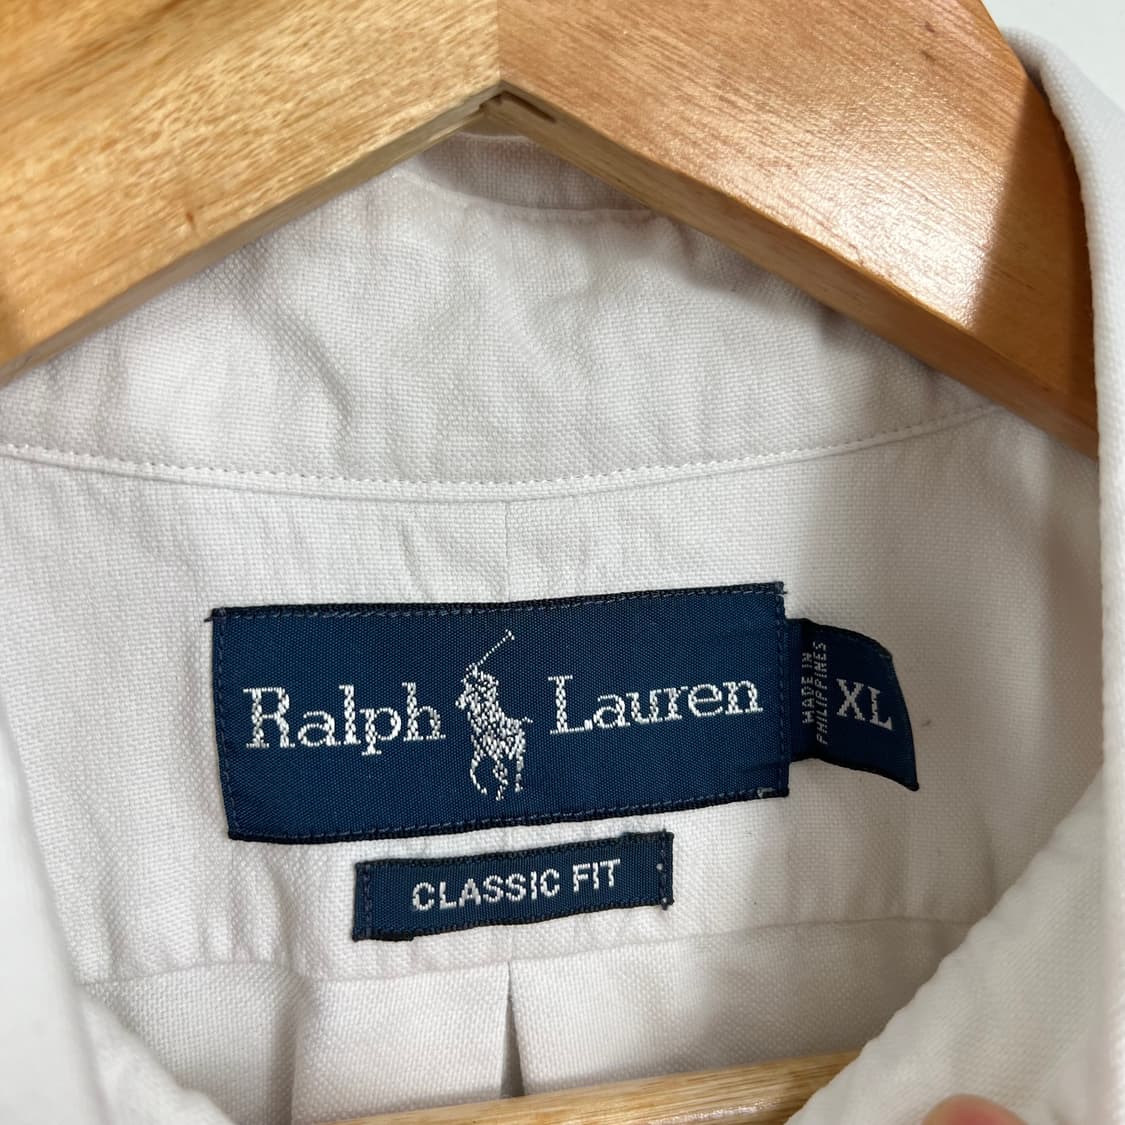 Ralph Lauren
MADE IN
PHILIPPINES
XL
CLASSIC FIT